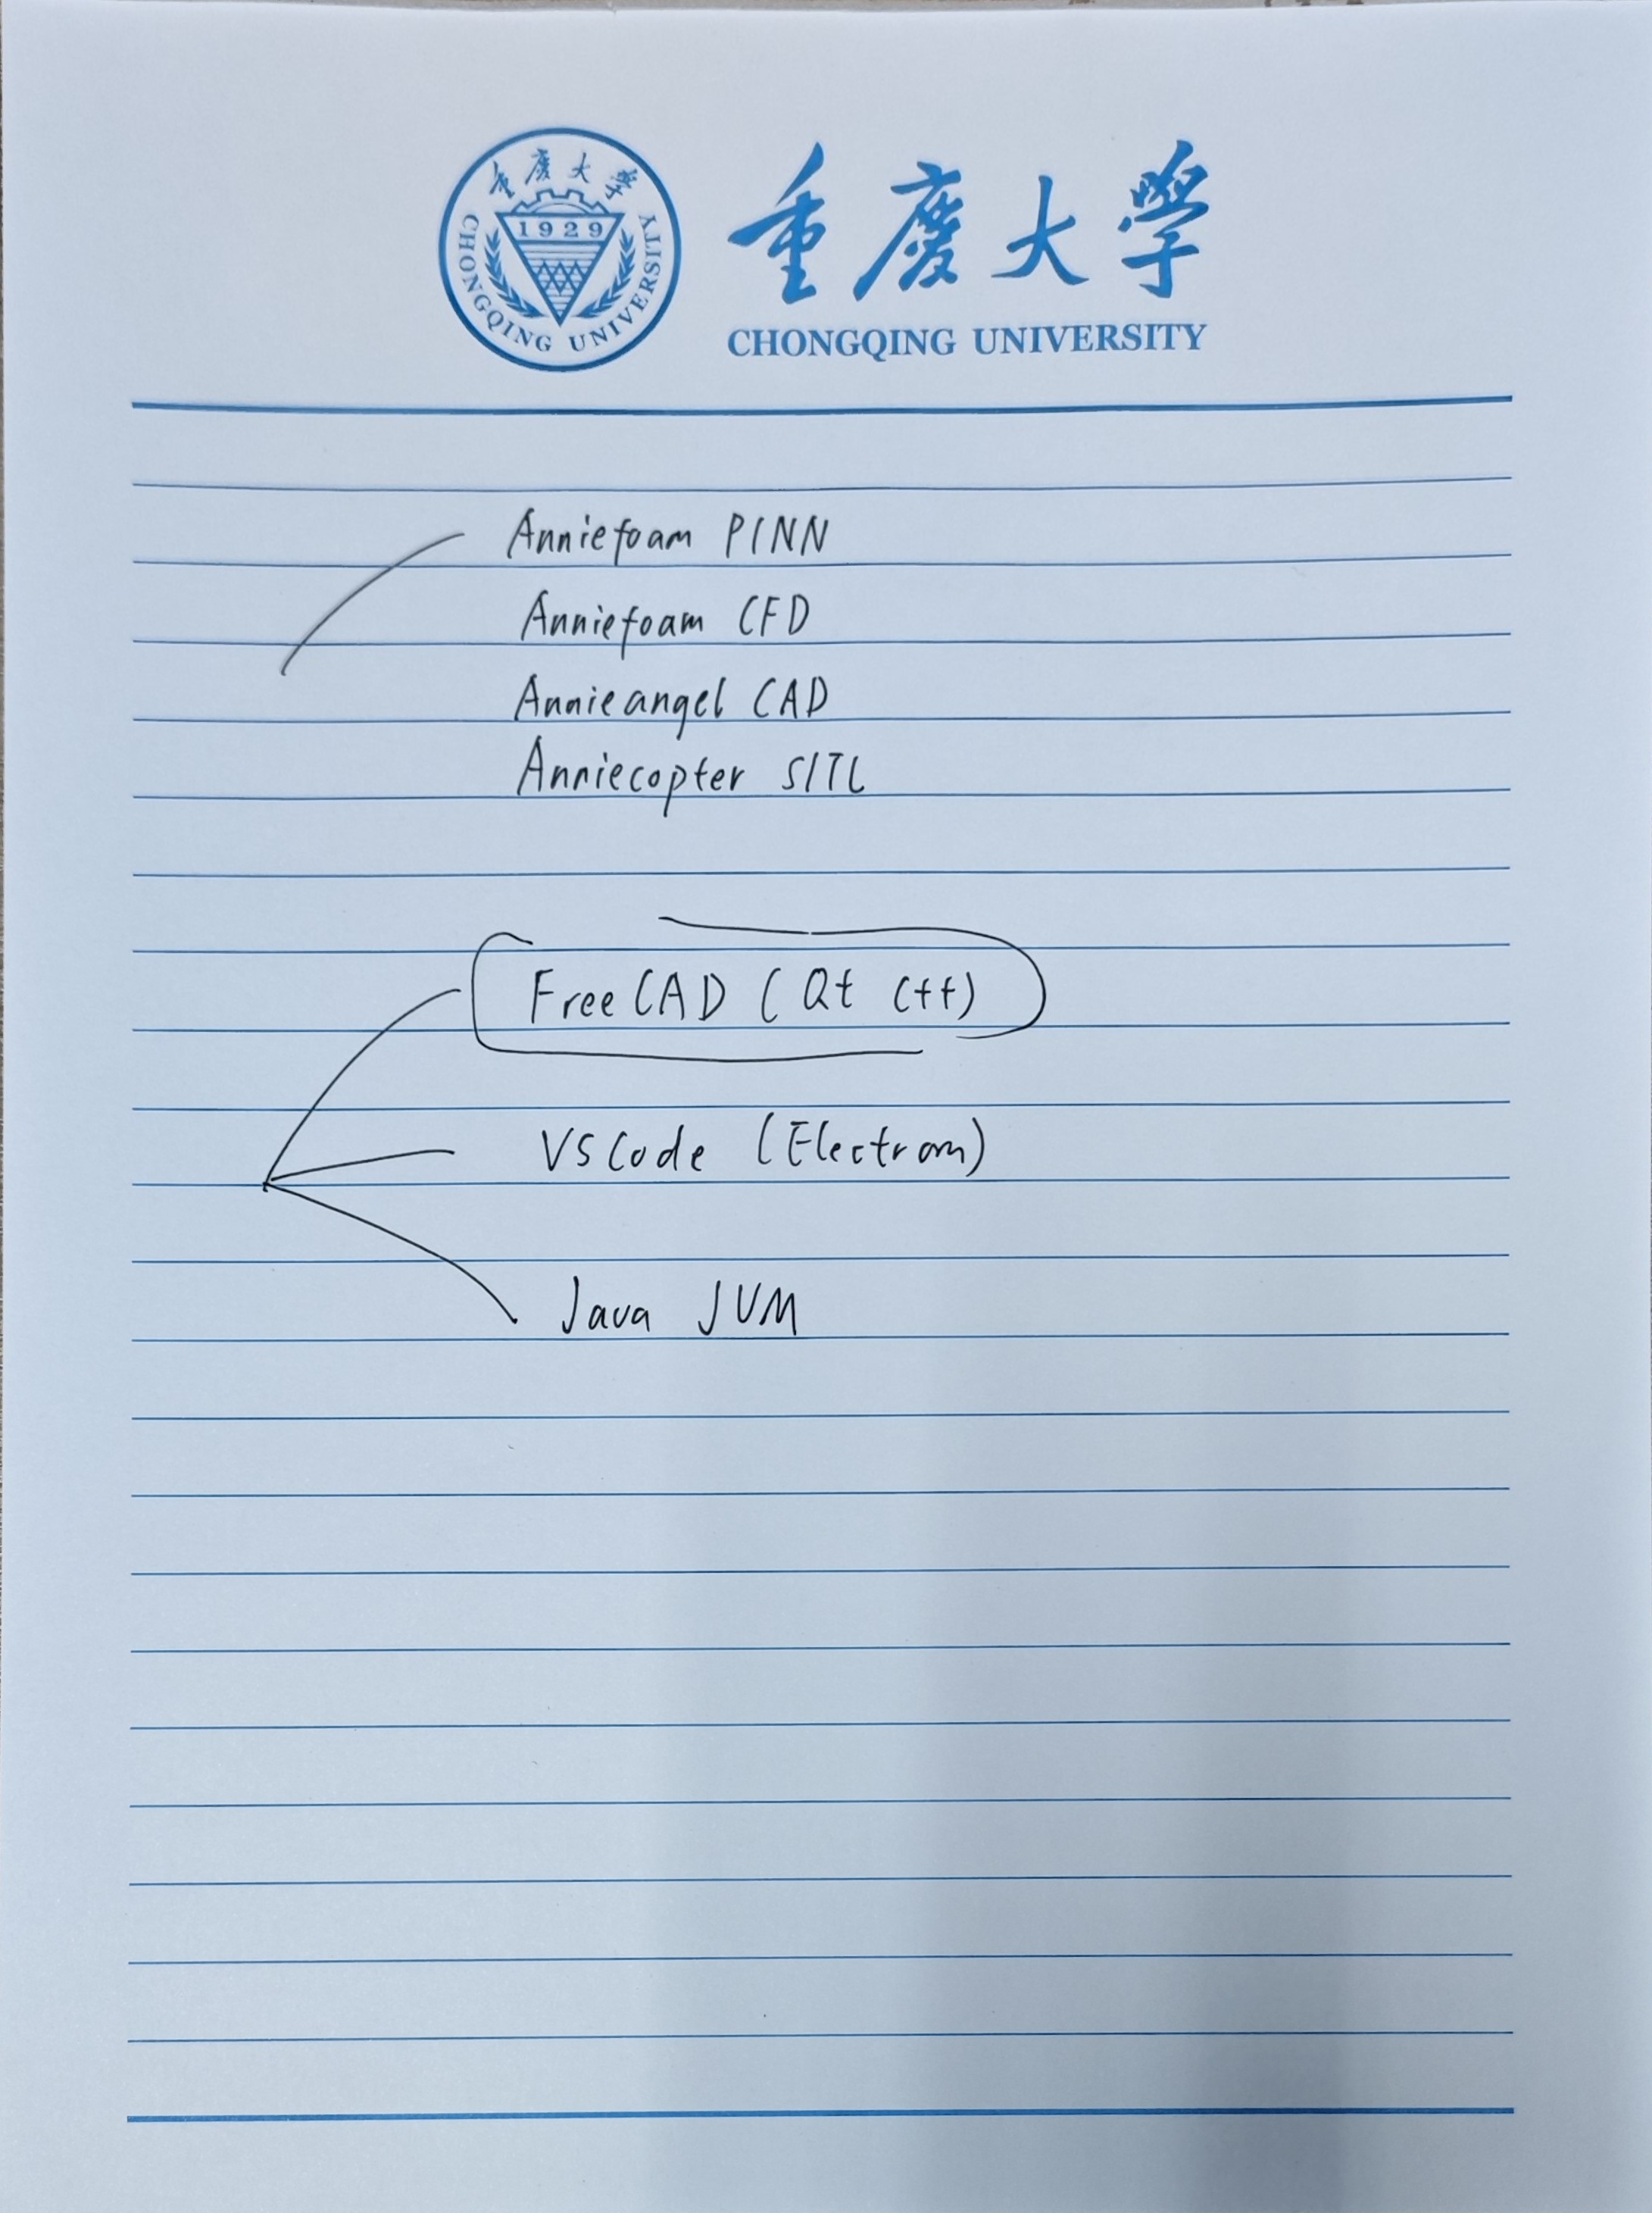 重慶大學
1929
CHONGQING UNIVERSITY
重慶大學
CHONGQING UNIVERSITY
Anniefoam PINN
Anniefoam CFD
Annieangel CAD
Anniecopter SITL
FreeCAD (Qt C++)
VSCode (Electron)
Java JVM